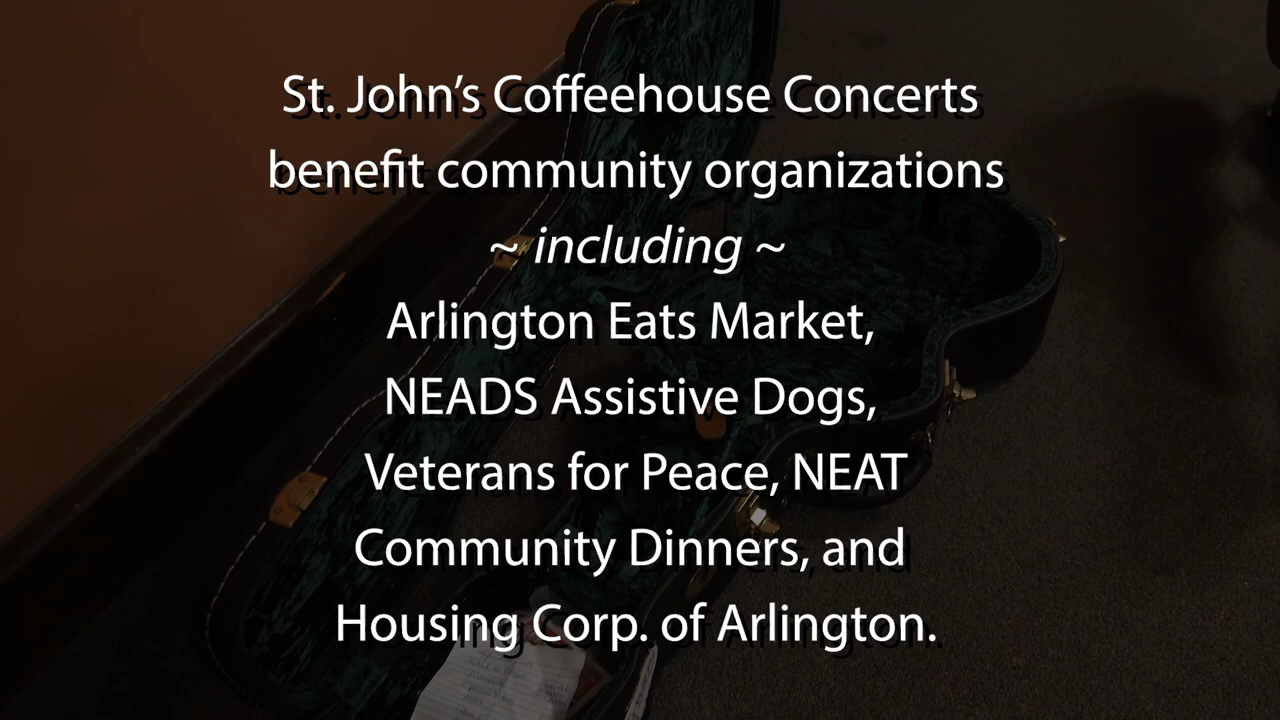 St. John’s Coffeehouse Concerts
benefit community organizations
~ including ~
Arlington Eats Market,
NEADS Assistive Dogs,
Veterans for Peace, NEAT
Community Dinners, and
Housing Corp. of Arlington.